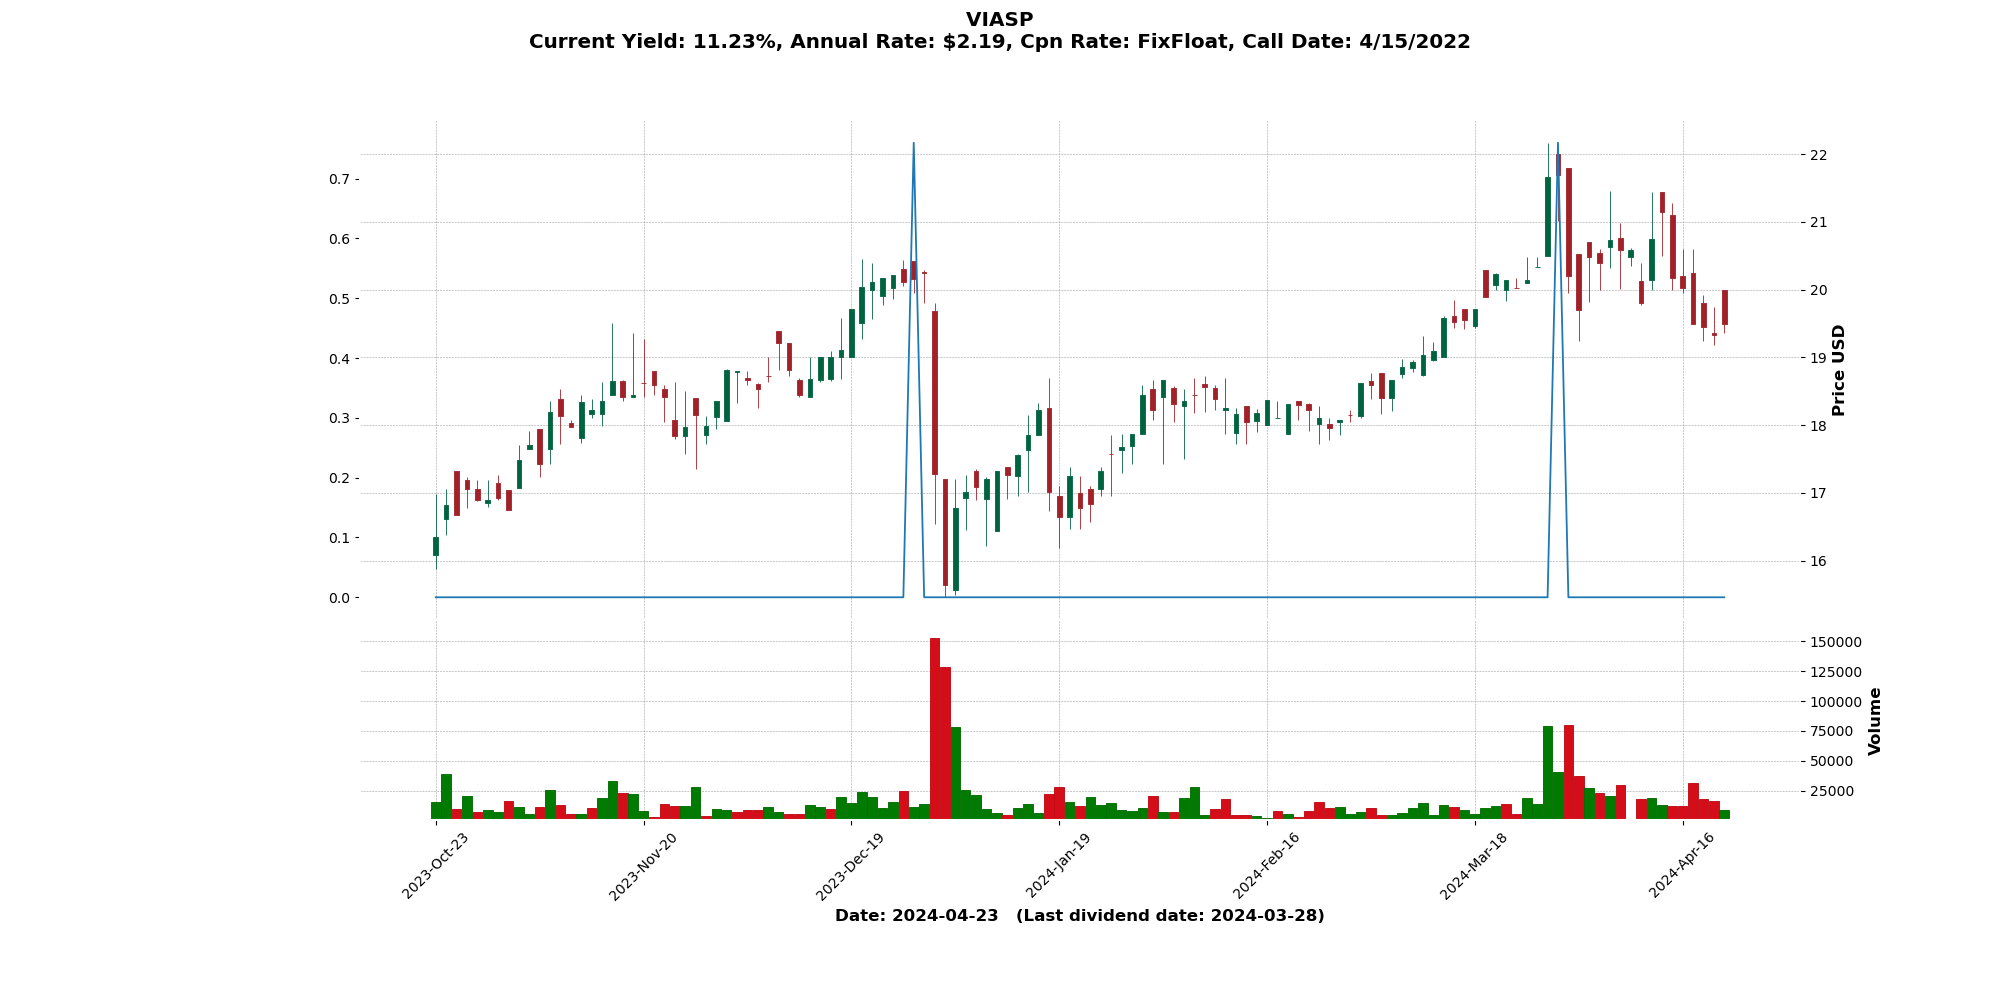 VIASP
Current Yield: 11.23%, Annual Rate: $2.19, Cpn Rate: FixFloat, Call Date: 4/15/2022
0.7
0.6
0.5
0.4
0.3
0.2
0.1
0.0
22
21
20
19
18
17
16
Price USD
150000
125000
100000
75000
50000
25000
Volume
2023-Oct-23
2023-Nov-20
2023-Dec-19
2024-Jan-19
2024-Feb-16
2024-Mar-18
2024-Apr-16
Date: 2024-04-23 (Last dividend date: 2024-03-28)